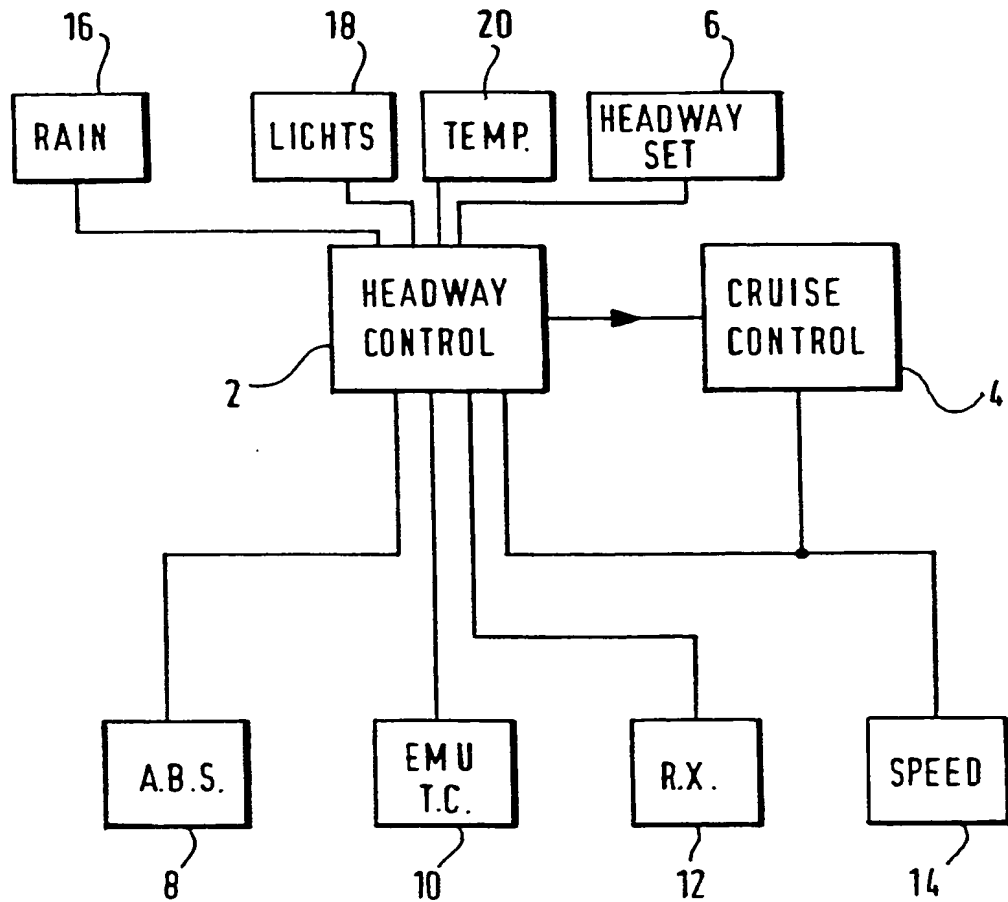 16
18
20
6
RAIN
LICHTS
TEMP.
HEADWAY
SET
HEADWAY
CONTROL
CRUISE
CONTROL
2
4
A.B.S.
EMU
T.C.
R.X.
SPEED
8
10
12
14